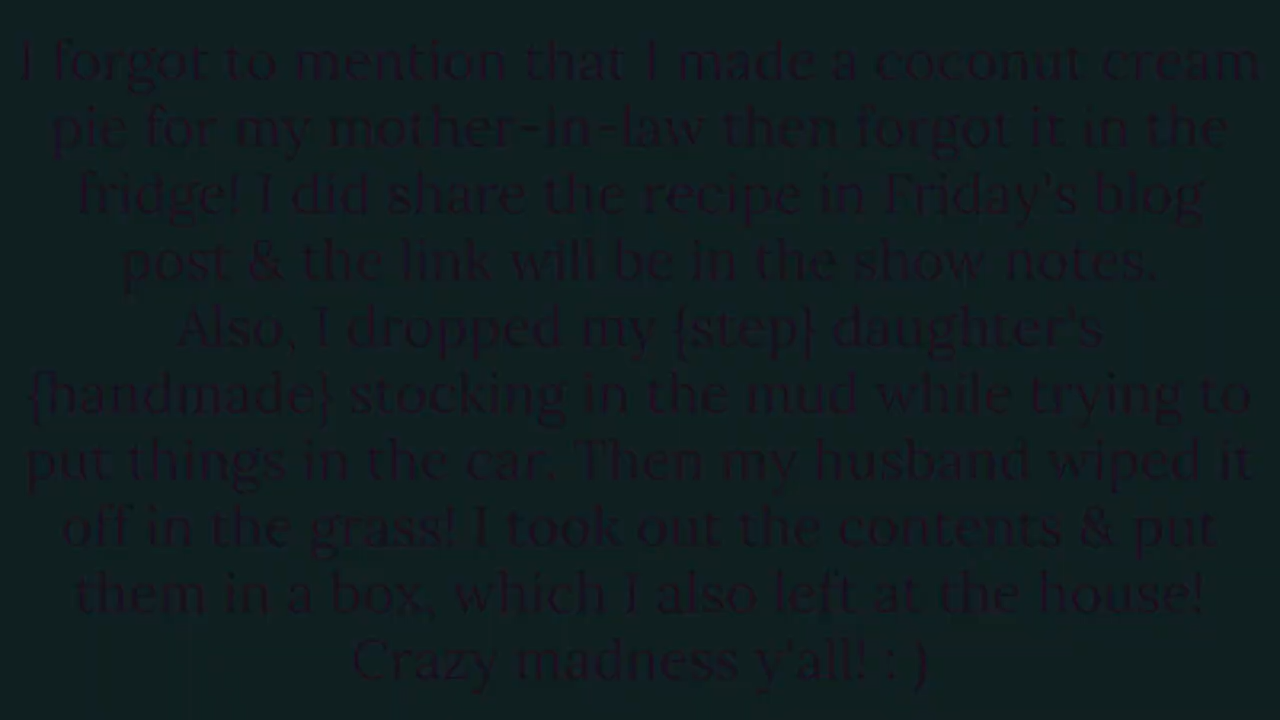 I forgot to mention that I made a coconut cream
pie for my mother-in-law then forgot it in the
fridge! I did share the recipe in Friday's blog
post & the link will be in the show notes.
Also, I dropped my {step} daughter's
{handmade} stocking in the mud while trying to
put things in the car. Then my husband wiped it
off in the grass! I took out the contents & put
them in a box, which I also left at the house!
Crazy madness y'all! : )